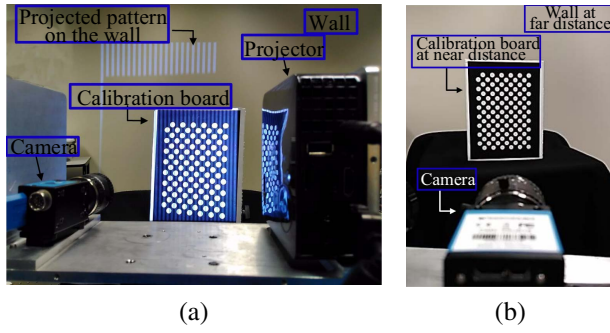 Projected pattern
on the wall
Wall
Projector
Calibration board
Camera
(a)
Wall at
far distance
Calibration board
at near distance
Camera
(b)